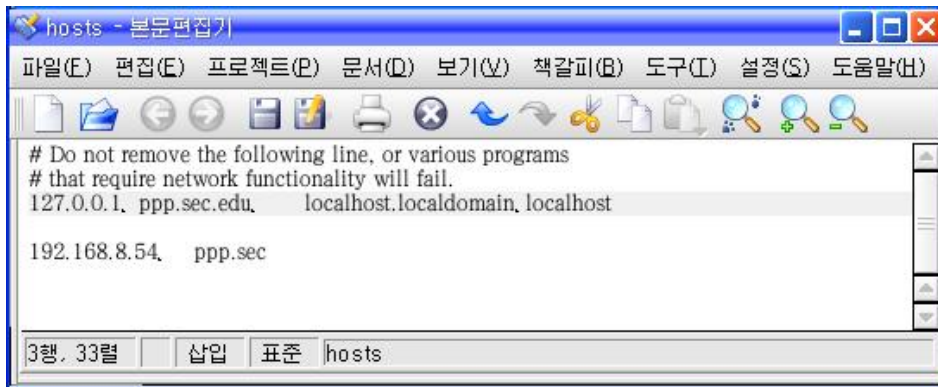 hosts - 본문편집기
파일(F) 편집(E) 프로젝트(P) 문서(D) 보기(V) 책갈피(B) 도구(T) 설정(S) 도움말(H)
# Do not remove the following line, or various programs
# that require network functionality will fail.
127.0.0.1 ppp.sec.edu localhost.localdomain localhost
192.168.8.54 ppp.sec
3행, 33렬 삽입 표준 hosts